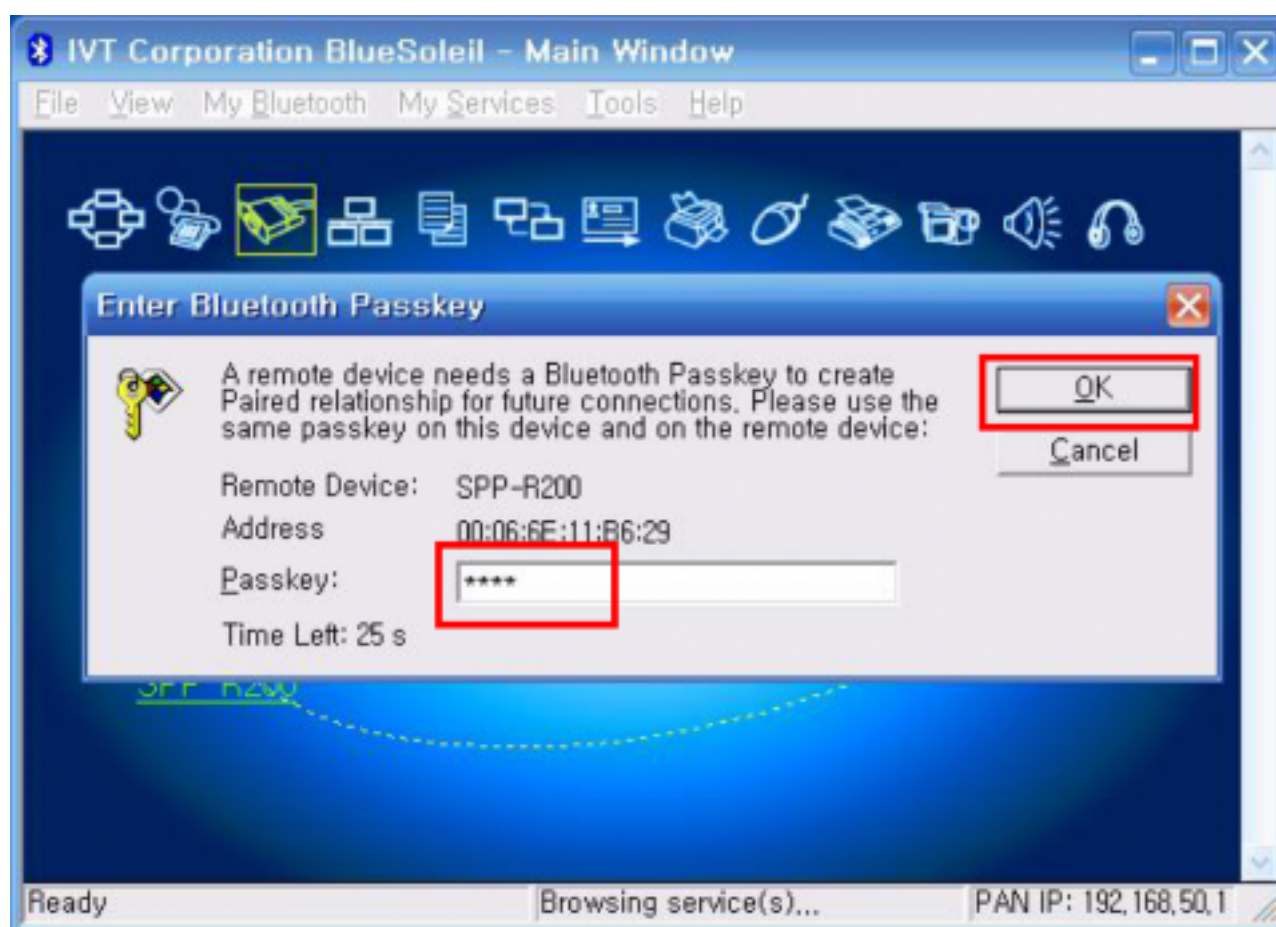 IVT Corporation BlueSoleil - Main Window
File View My Bluetooth My Services Tools Help
Enter Bluetooth Passkey
A remote device needs a Bluetooth Passkey to create
Paired relationship for future connections. Please use the
same passkey on this device and on the remote device:
OK
Cancel
Remote Device: SPP-R200
Address 00:06:6E:11:B6:29
Passkey: ****
Time Left: 25 s
SPP R200
Ready Browsing service(s)... PAN IP: 192,168,50,1